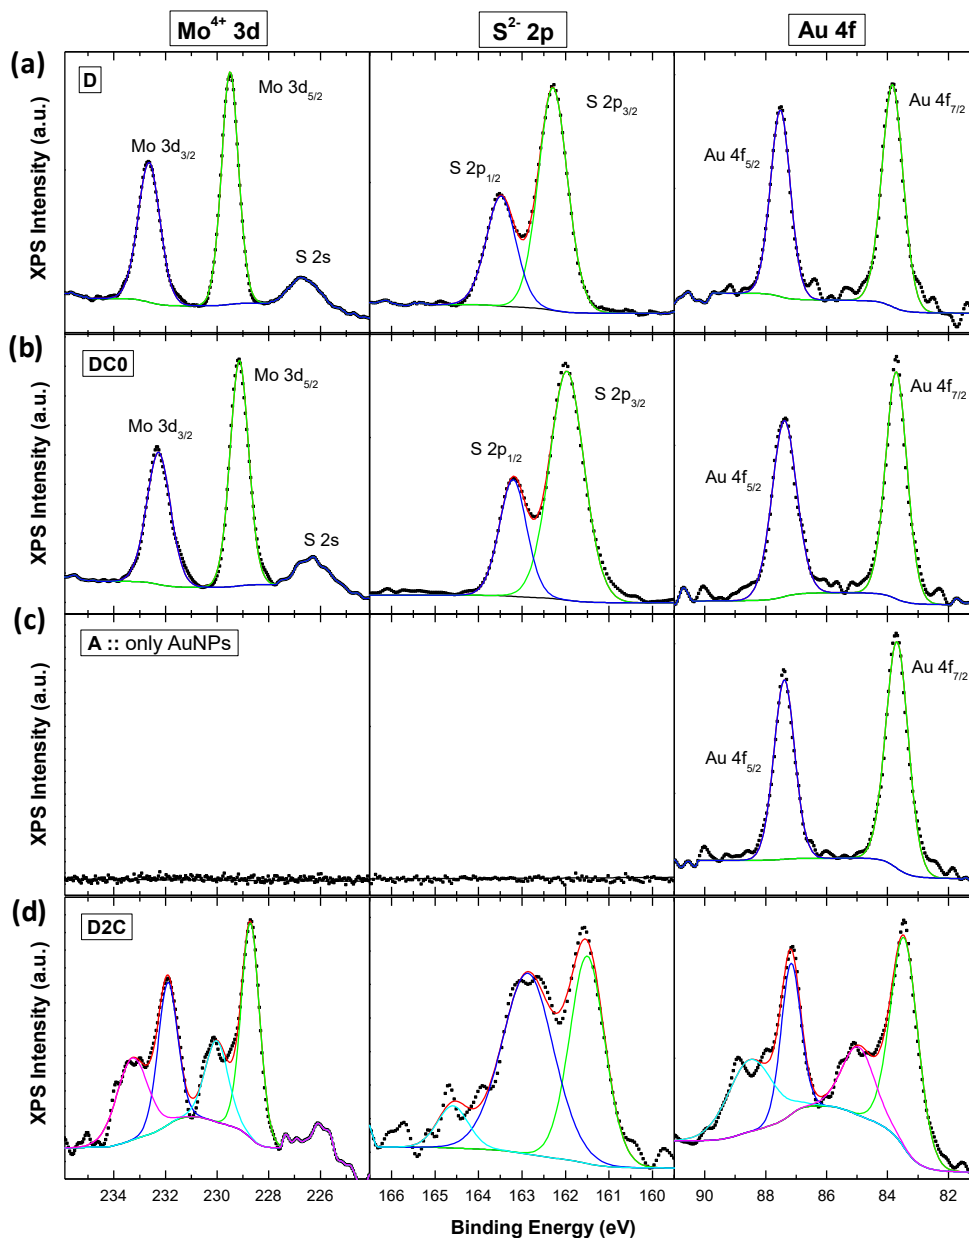 Mo⁴⁺ 3d
S²⁻ 2p
Au 4f
(a)
D
XPS Intensity (a.u.)
Mo 3d₃/₂
Mo 3d₅/₂
S 2s
S 2p₁/₂
S 2p₃/₂
Au 4f₅/₂
Au 4f₇/₂
(b)
DC0
XPS Intensity (a.u.)
Mo 3d₃/₂
Mo 3d₅/₂
S 2s
S 2p₁/₂
S 2p₃/₂
Au 4f₅/₂
Au 4f₇/₂
(c)
A :: only AuNPs
XPS Intensity (a.u.)
Au 4f₅/₂
Au 4f₇/₂
(d)
D2C
XPS Intensity (a.u.)
234 232 230 228 226
166 165 164 163 162 161 160
90 88 86 84 82
Binding Energy (eV)